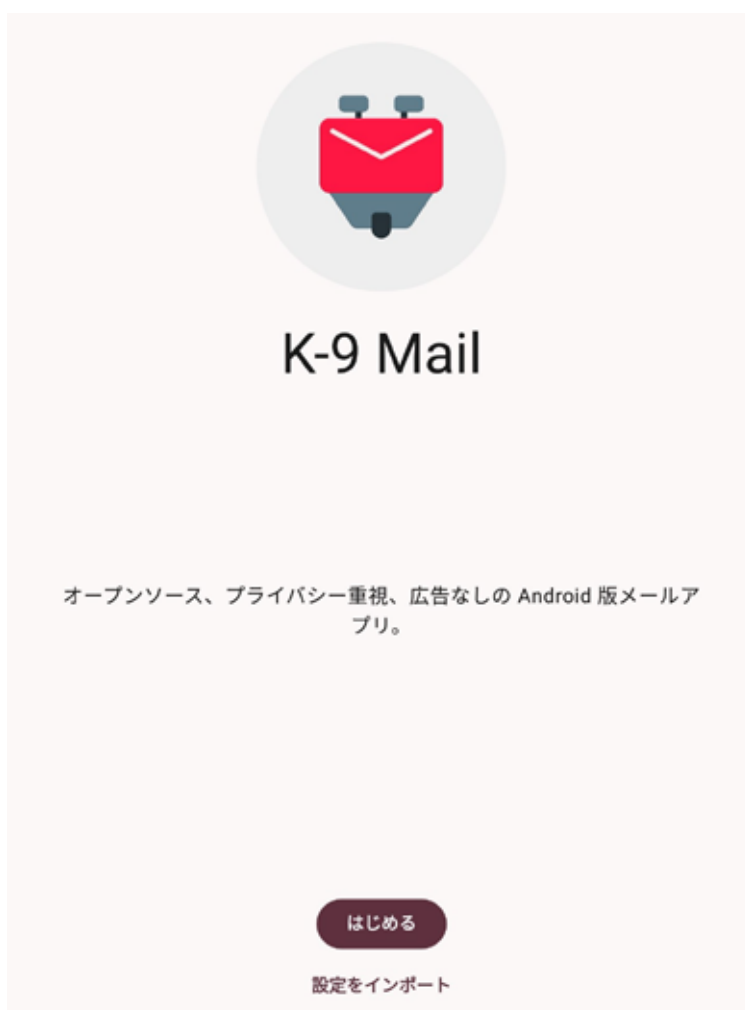 K-9 Mail
オープンソース、プライバシー重視、広告なしの Android 版メールア
プリ。
はじめる
設定をインポート